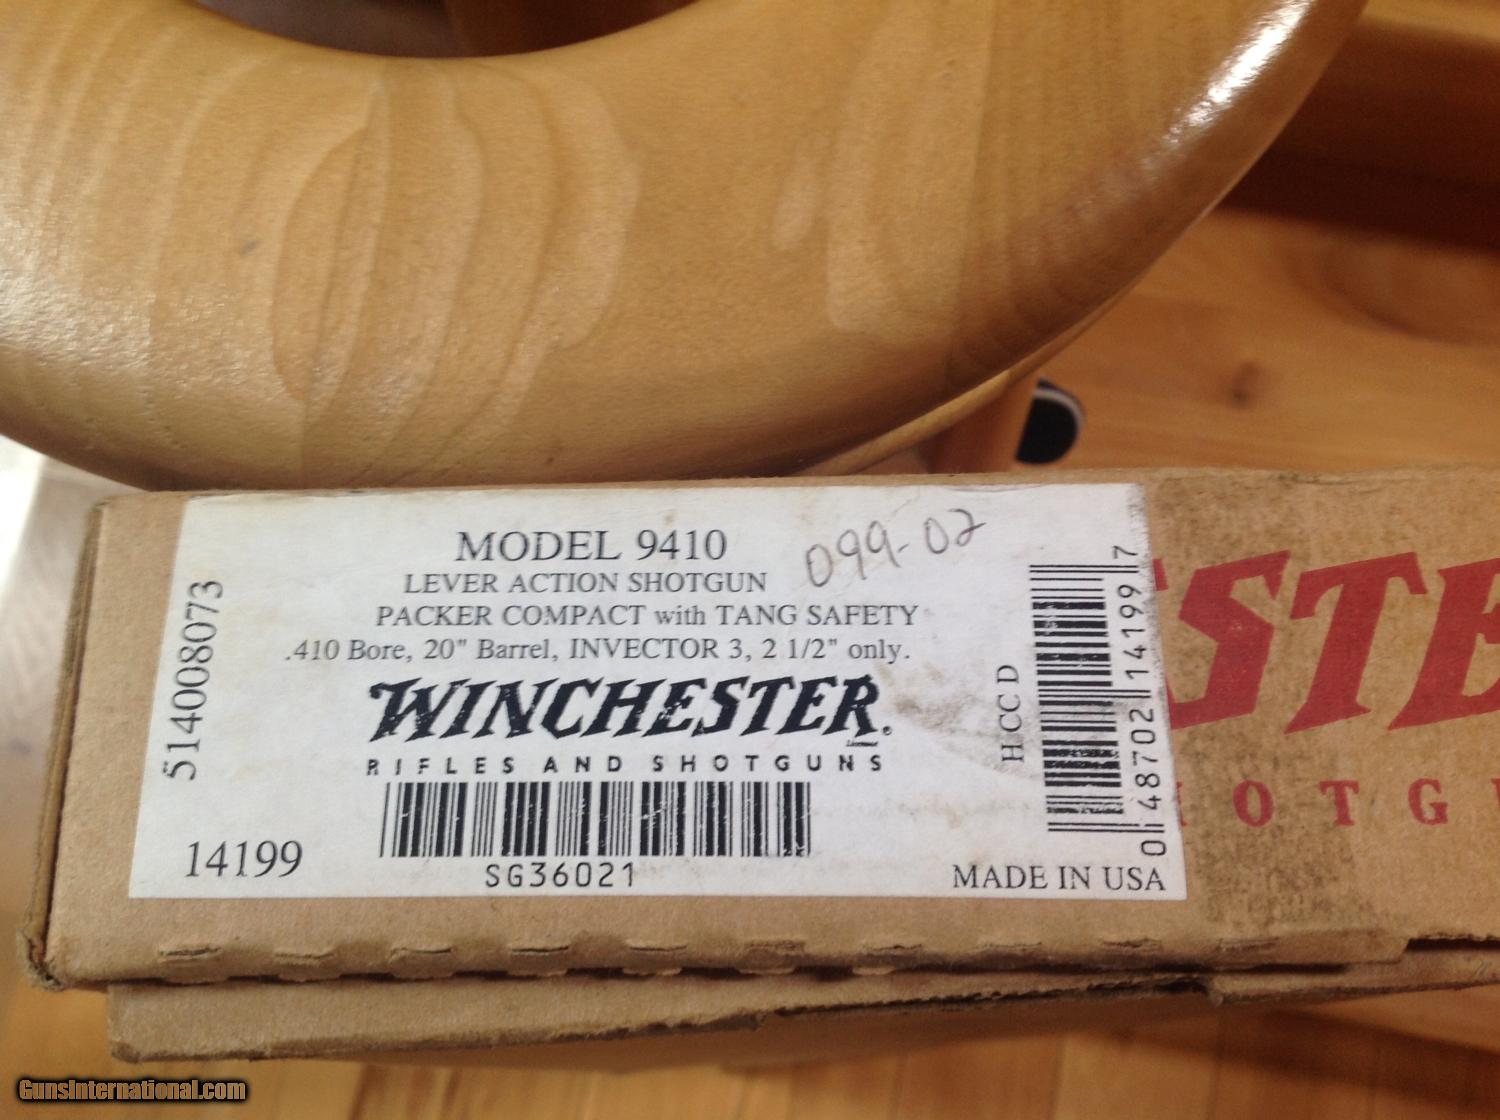 MODEL 9410
099-02
LEVER ACTION SHOTGUN
PACKER COMPACT with TANG SAFETY
.410 Bore, 20" Barrel, INVECTOR 3, 2 1/2" only.
WINCHESTER.
RIFLES AND SHOTGUNS
SG36021
514008073
14199
H CC D
0 48702 14199 7
MADE IN USA
STE
OTG
GunsInternational.com